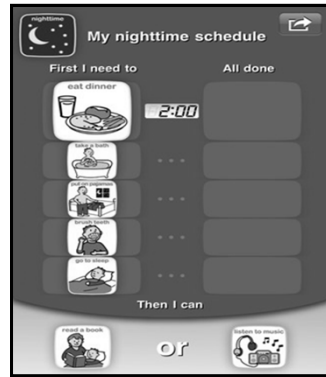 nighttime
My nighttime schedule
First I need to
All done
eat dinner
2:00
take a bath
...
put on pajamas
...
brush teeth
...
go to sleep
...
Then I can
read a book
or
listen to music